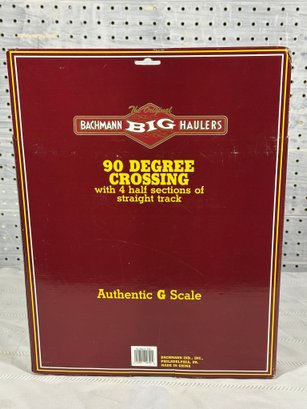 The Original
BACHMANN BIG HAULERS
90 DEGREE
CROSSING
with 4 half sections of
straight track
Authentic G Scale
BACHMANN IND., INC.
PHILADELPHIA, PA.
MADE IN CHINA